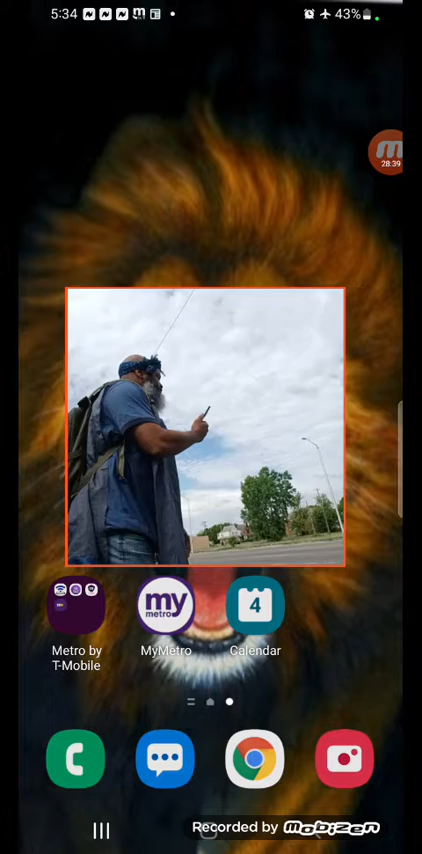 5:34
43%
28:39
my
metro
4
Metro by
T-Mobile
MyMetro
Calendar
Recorded by mobizen